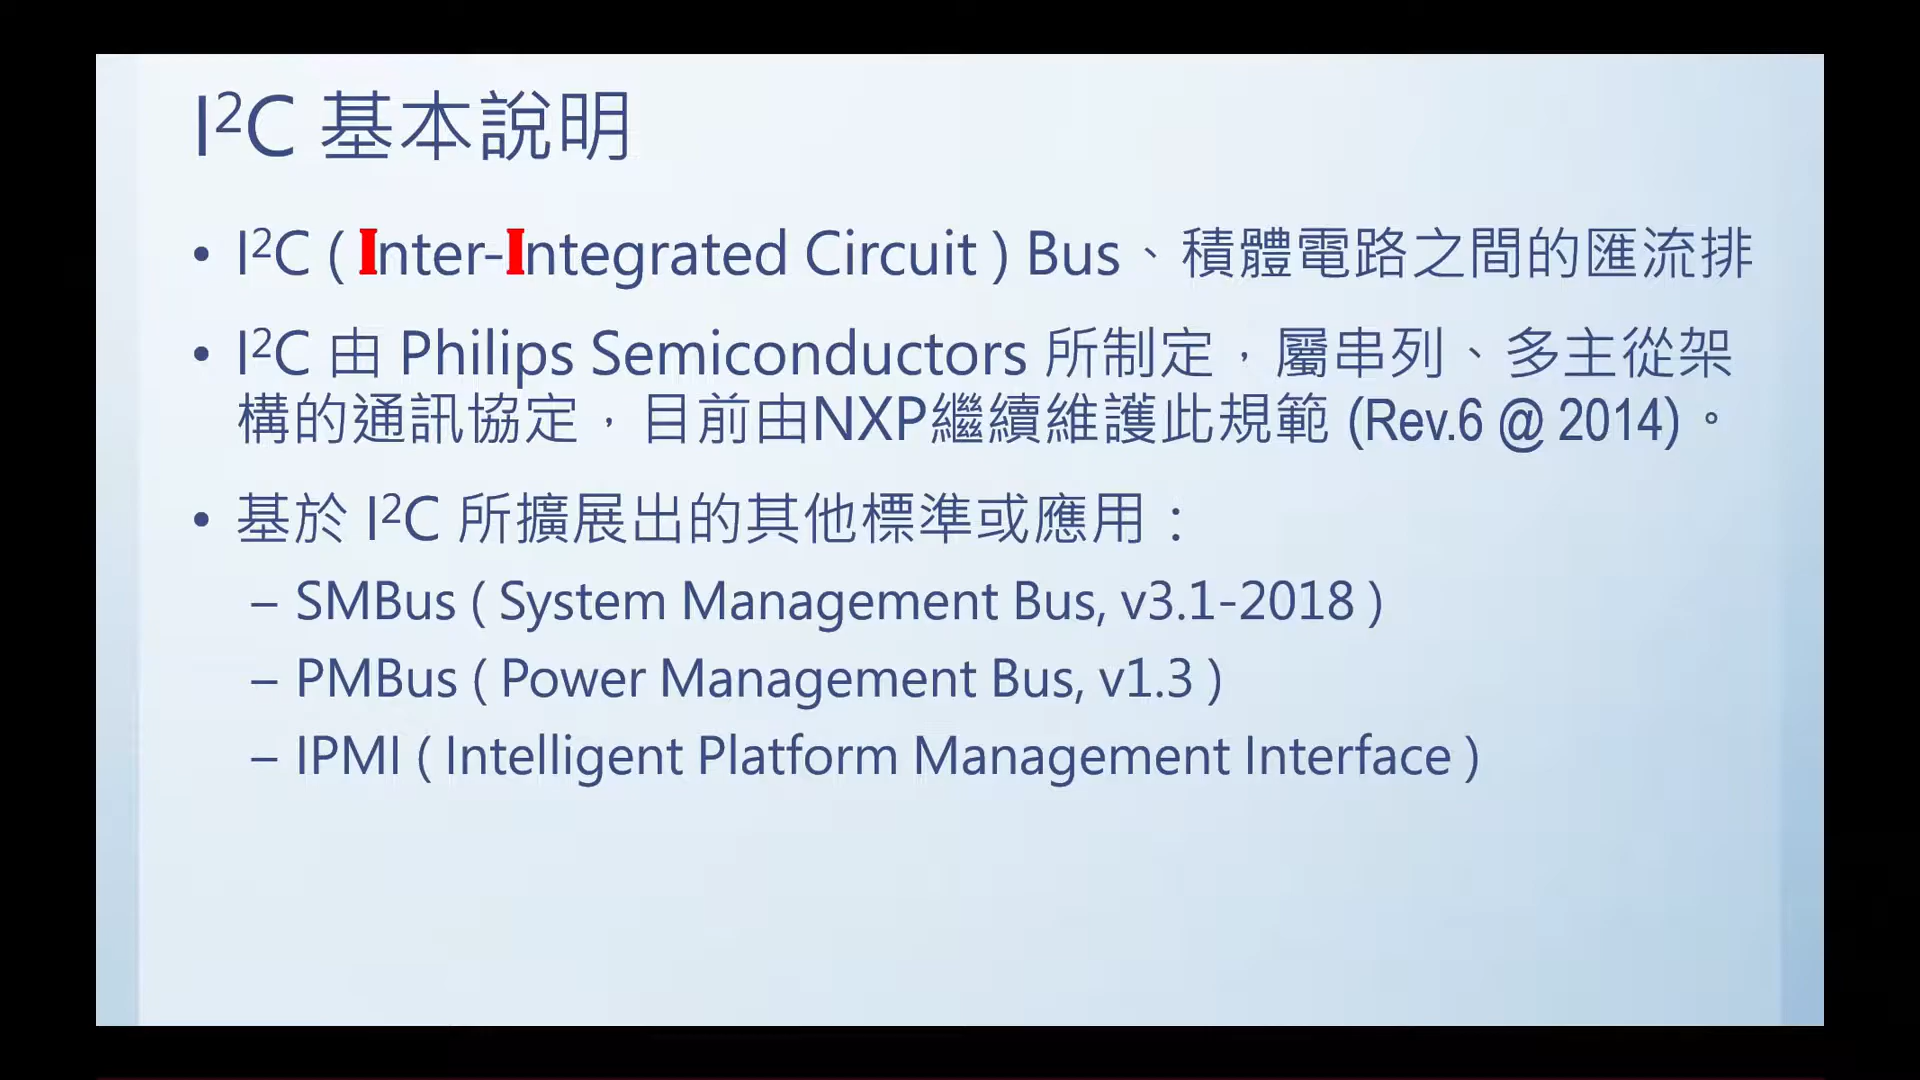 I²C 基本說明
• I²C ( Inter-Integrated Circuit ) Bus、積體電路之間的匯流排
• I²C 由 Philips Semiconductors 所制定，屬串列、多主從架
構的通訊協定，目前由NXP繼續維護此規範 (Rev.6 @ 2014)。
• 基於 I²C 所擴展出的其他標準或應用：
– SMBus ( System Management Bus, v3.1-2018 )
– PMBus ( Power Management Bus, v1.3 )
– IPMI ( Intelligent Platform Management Interface )